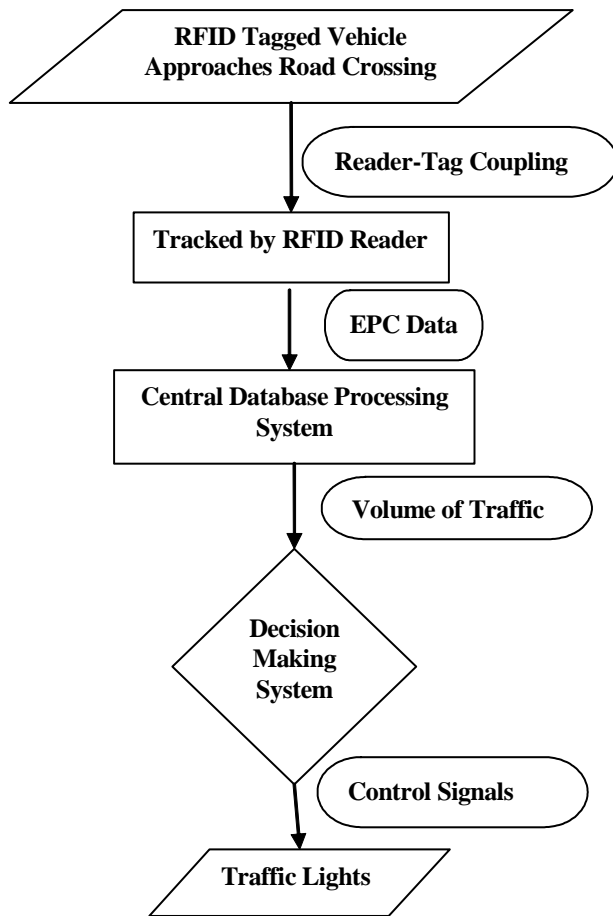 RFID Tagged Vehicle
Approaches Road Crossing
Reader-Tag Coupling
Tracked by RFID Reader
EPC Data
Central Database Processing
System
Volume of Traffic
Decision
Making
System
Control Signals
Traffic Lights